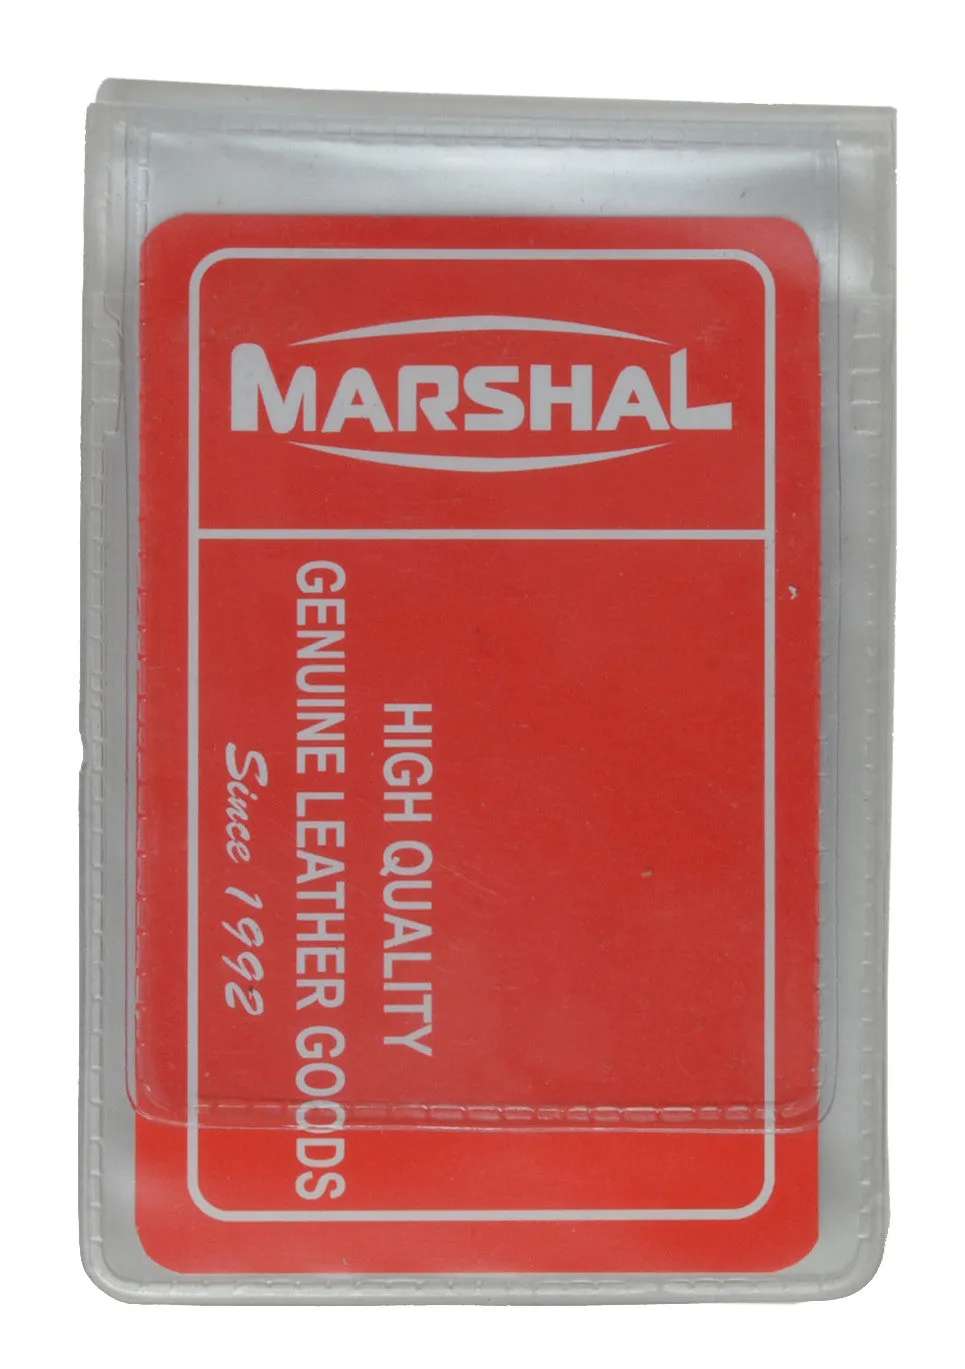 MARSHAL
HIGH QUALITY
GENUINE LEATHER GOODS
Since 1992